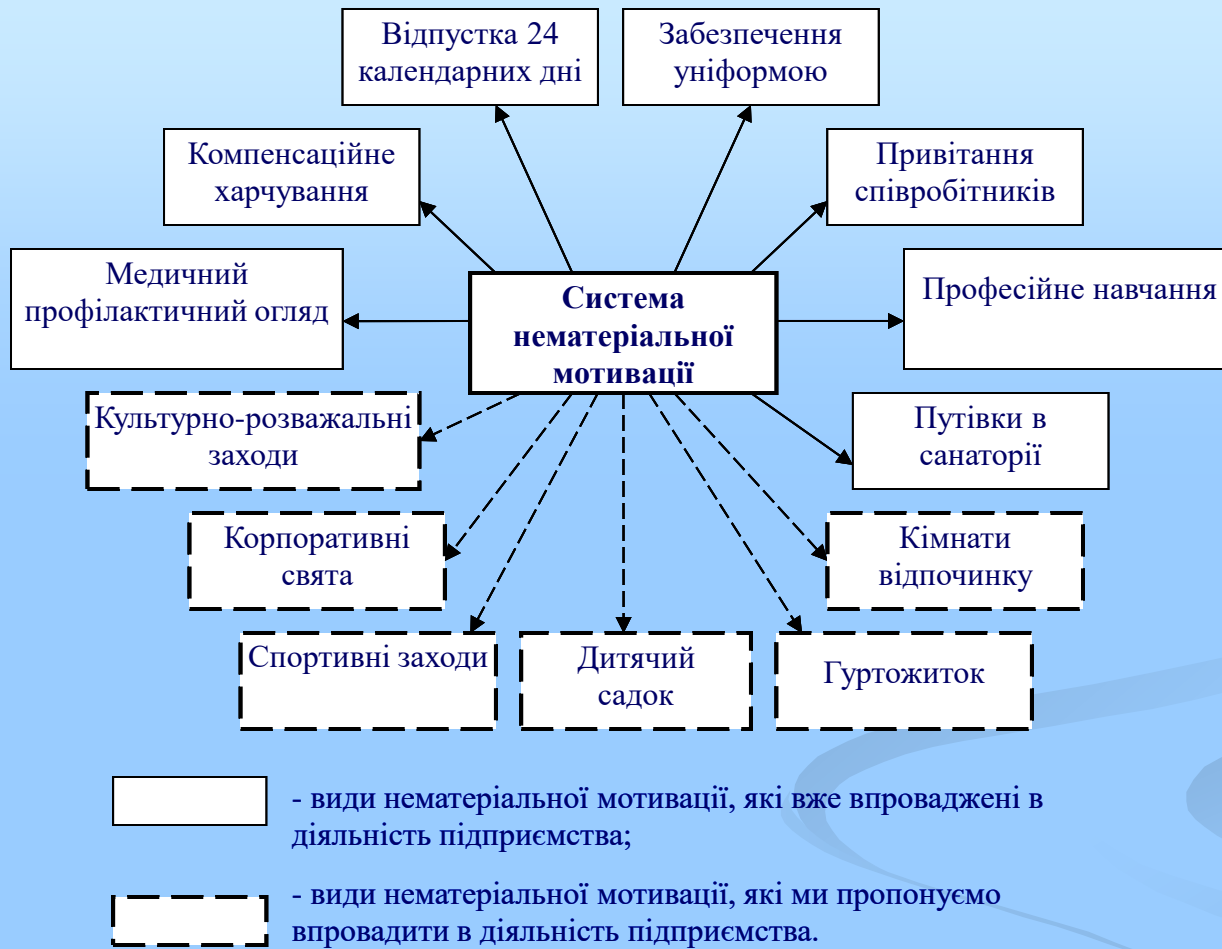 Відпустка 24
календарних дні
Забезпечення
уніформою
Компенсаційне
харчування
Привітання
співробітників
Медичний
профілактичний огляд
Система
нематеріальної
мотивації
Професійне навчання
Культурно-розважальні
заходи
Путівки в
санаторії
Корпоративні
свята
Кімнати
відпочинку
Спортивні заходи
Дитячий
садок
Гуртожиток
- види нематеріальної мотивації, які вже впроваджені в
діяльність підприємства;
- види нематеріальної мотивації, які ми пропонуємо
впровадити в діяльність підприємства.